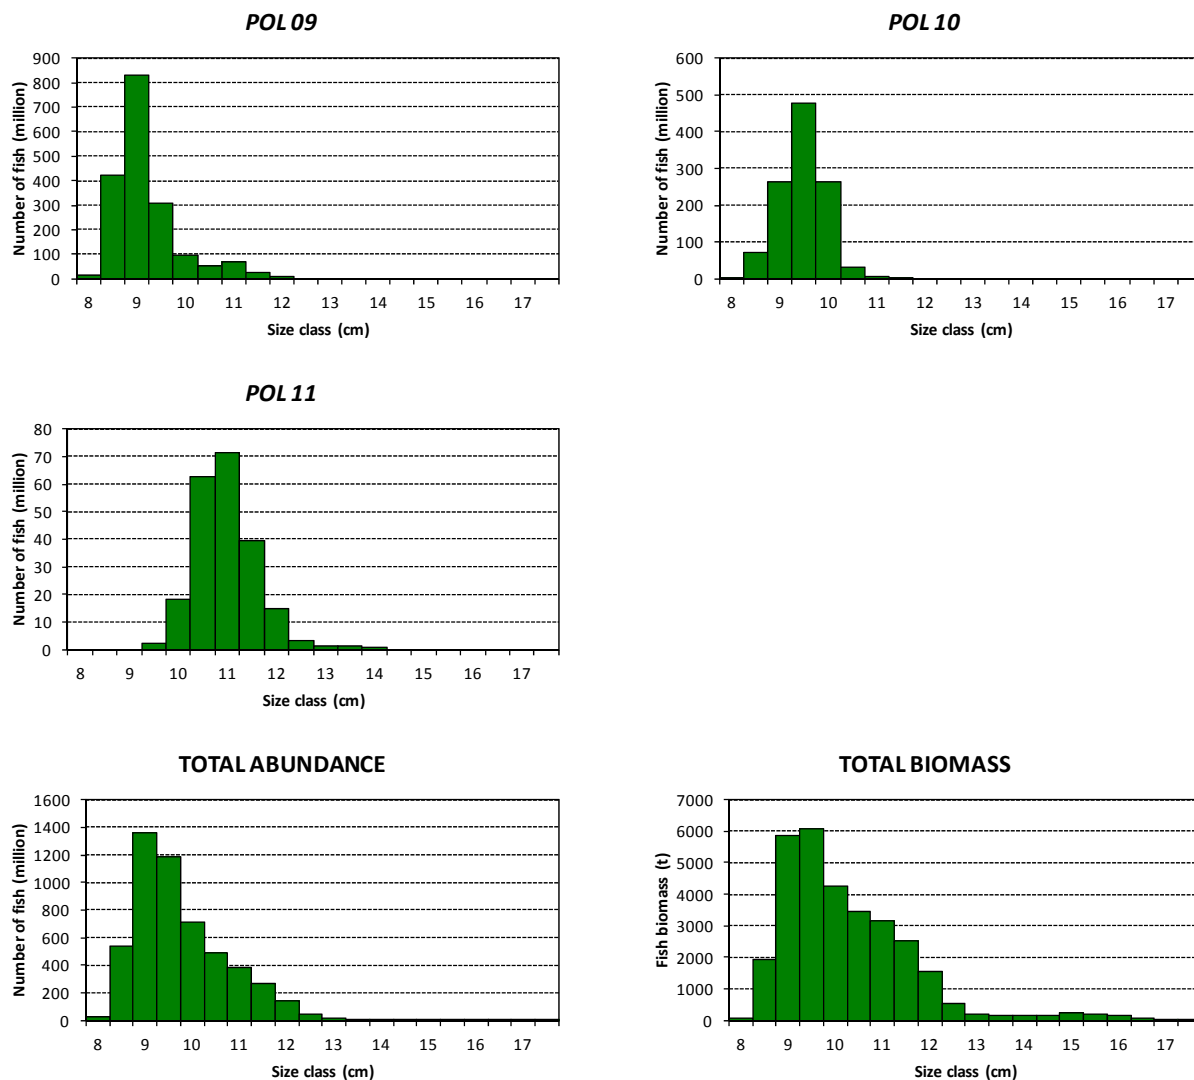 POL 09
Number of fish (million)
900
800
700
600
500
400
300
200
100
0
8 9 10 11 12 13 14 15 16 17
Size class (cm)
POL 10
Number of fish (million)
600
500
400
300
200
100
0
8 9 10 11 12 13 14 15 16 17
Size class (cm)
POL 11
Number of fish (million)
80
70
60
50
40
30
20
10
0
8 9 10 11 12 13 14 15 16 17
Size class (cm)
TOTAL ABUNDANCE
Number of fish (million)
1600
1400
1200
1000
800
600
400
200
0
8 9 10 11 12 13 14 15 16 17
Size class (cm)
TOTAL BIOMASS
Fish biomass (t)
7000
6000
5000
4000
3000
2000
1000
0
8 9 10 11 12 13 14 15 16 17
Size class (cm)